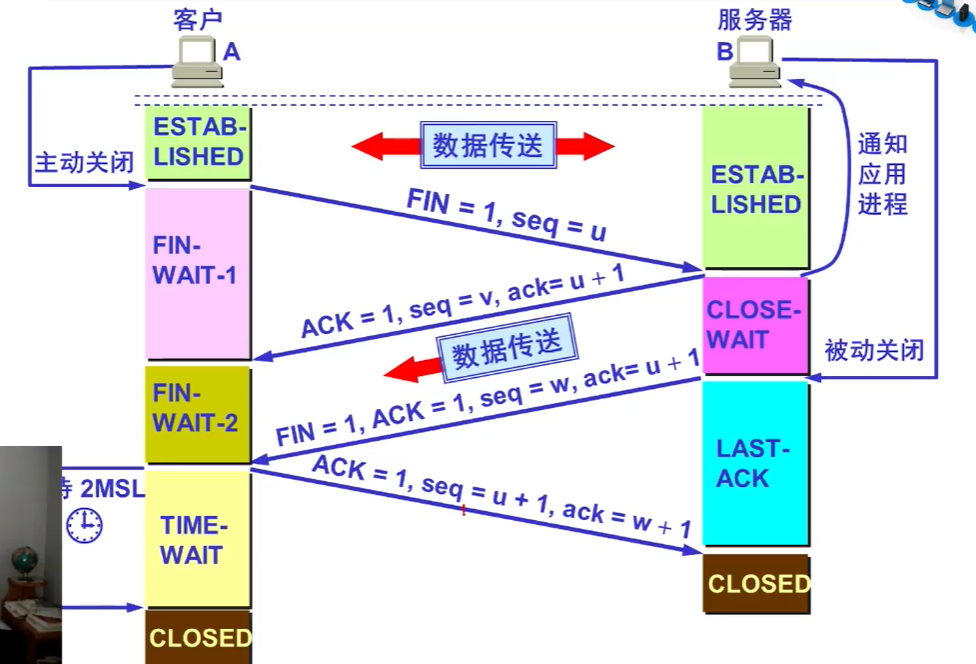 客户
A
服务器
B
ESTAB-
LISHED
数据传送
ESTAB-
LISHED
通知
应用
进程
主动关闭
FIN = 1, seq = u
FIN-
WAIT-1
ACK = 1, seq = v, ack= u + 1
CLOSE-
WAIT
数据传送
被动关闭
FIN-
WAIT-2
FIN = 1, ACK = 1, seq = w, ack= u + 1
LAST-
ACK
ACK = 1, seq = u + 1, ack = w + 1
2MSL
TIME-
WAIT
CLOSED
CLOSED